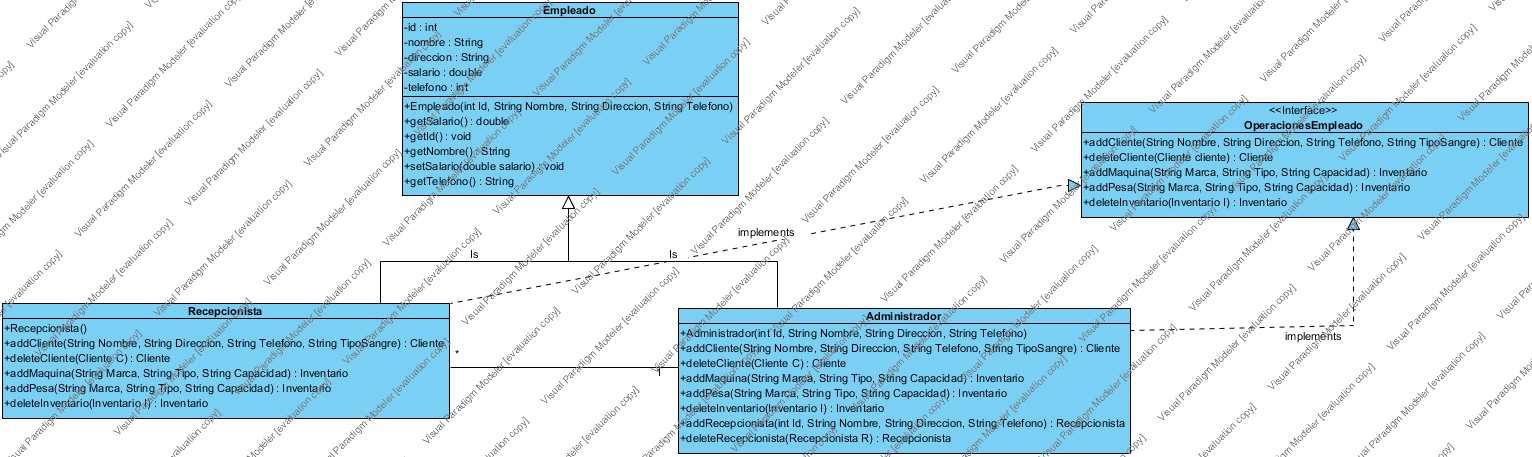 Empleado
-id : int
-nombre : String
-direccion : String
-salario : double
-telefono : int
+Empleado(int Id, String Nombre, String Direccion, String Telefono)
+getSalario() : double
+getId() : void
+getNombre() : String
+setSalario(double salario) : void
+getTelefono() : String
<<Interface>>
OperacionesEmpleado
+addCliente(String Nombre, String Direccion, String Telefono, String TipoSangre) : Cliente
+deleteCliente(Cliente cliente) : Cliente
+addMaquina(String Marca, String Tipo, String Capacidad) : Inventario
+addPesa(String Marca, String Tipo, String Capacidad) : Inventario
+deleteInventario(Inventario I) : Inventario
implements
Is
Is
Recepcionista
+Recepcionista()
+addCliente(String Nombre, String Direccion, String Telefono, String TipoSangre) : Cliente
+deleteCliente(Cliente C) : Cliente
+addMaquina(String Marca, String Tipo, String Capacidad) : Inventario
+addPesa(String Marca, String Tipo, String Capacidad) : Inventario
+deleteInventario(Inventario I) : Inventario
*
1
Administrador
+Administrador(int Id, String Nombre, String Direccion, String Telefono)
+addCliente(String Nombre, String Direccion, String Telefono, String TipoSangre) : Cliente
+deleteCliente(Cliente C) : Cliente
+addMaquina(String Marca, String Tipo, String Capacidad) : Inventario
+addPesa(String Marca, String Tipo, String Capacidad) : Inventario
+deleteInventario(Inventario I) : Inventario
+addRecepcionista(int Id, String Nombre, String Direccion, String Telefono) : Recepcionista
+deleteRecepcionista(Recepcionista R) : Recepcionista
implements
Visual Paradigm Modeler [evaluation copy]